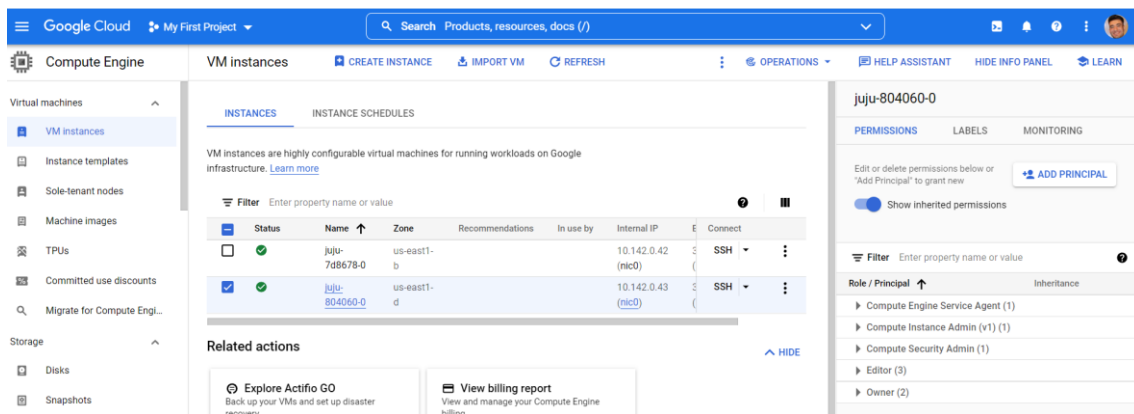 Google Cloud My First Project Search Products, resources, docs (/)
Compute Engine VM instances CREATE INSTANCE IMPORT VM REFRESH OPERATIONS HELP ASSISTANT HIDE INFO PANEL LEARN
Virtual machines
VM instances
Instance templates
Sole-tenant nodes
Machine images
TPUs
Committed use discounts
Migrate for Compute Engi...
Storage
Disks
Snapshots
INSTANCES INSTANCE SCHEDULES
VM instances are highly configurable virtual machines for running workloads on Google
infrastructure. Learn more
Filter Enter property name or value
Status Name Zone Recommendations In use by Internal IP E Connect
juju- us-east1- 10.142.0.42 3 SSH
7d8678-0 b (nic0) (
juju- us-east1- 10.142.0.43 3 SSH
804060-0 d (nic0) (
Related actions HIDE
Explore Actifio GO
Back up your VMs and set up disaster
recovery
View billing report
View and manage your Compute Engine
billing
juju-804060-0
PERMISSIONS LABELS MONITORING
Edit or delete permissions below or
"Add Principal" to grant new
ADD PRINCIPAL
Show inherited permissions
Filter Enter property name or value
Role / Principal Inheritance
Compute Engine Service Agent (1)
Compute Instance Admin (v1) (1)
Compute Security Admin (1)
Editor (3)
Owner (2)